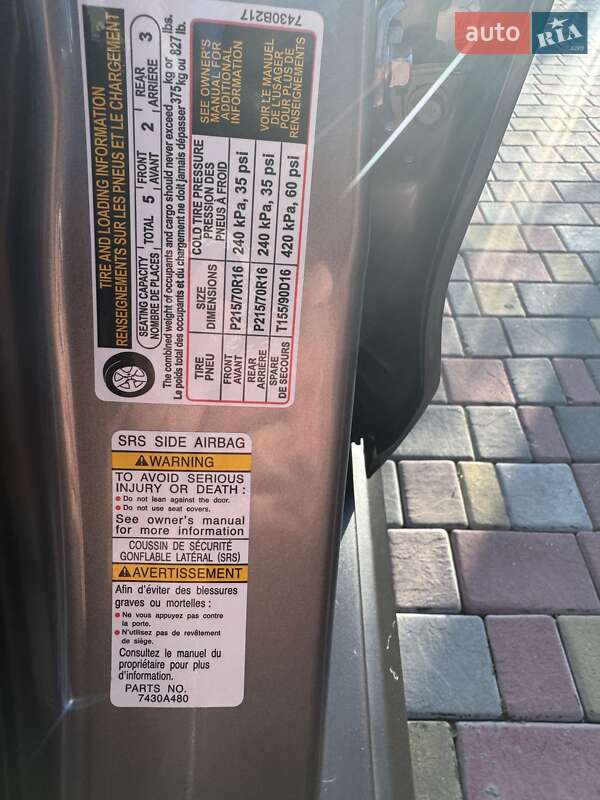 auto RIA .com
7430B217
TIRE AND LOADING INFORMATION
RENSEIGNEMENTS SUR LES PNEUS ET LE CHARGEMENT
SEATING CAPACITY TOTAL 5 FRONT 2 REAR 3
NOMBRE DE PLACES AVANT ARRIÈRE
The combined weight of occupants and cargo should never exceed 375 kg or 827 lbs.
Le poids total des occupants et du chargement ne doit jamais dépasser 375 kg ou 827 lb.
TIRE SIZE COLD TIRE PRESSURE
PNEU DIMENSIONS PRESSION DES PNEUS À FROID
FRONT AVANT P215/70R16 240 kPa, 35 psi
REAR ARRIÈRE P215/70R16 240 kPa, 35 psi
SPARE DE SECOURS T155/90D16 420 kPa, 60 psi
SEE OWNER'S
MANUAL FOR
ADDITIONAL
INFORMATION
VOIR LE MANUEL
DE L'USAGER
POUR PLUS DE
RENSEIGNEMENTS
SRS SIDE AIRBAG
WARNING
TO AVOID SERIOUS
INJURY OR DEATH :
● Do not lean against the door.
● Do not use seat covers.
See owner's manual
for more information
COUSSIN DE SÉCURITÉ
GONFLABLE LATÉRAL (SRS)
AVERTISSEMENT
Afin d'éviter des blessures
graves ou mortelles :
● Ne vous appuyez pas contre
la porte.
● N'utilisez pas de revêtement
de siège.
Consultez le manuel du
propriétaire pour plus
d'information.
PARTS NO.
7430A480